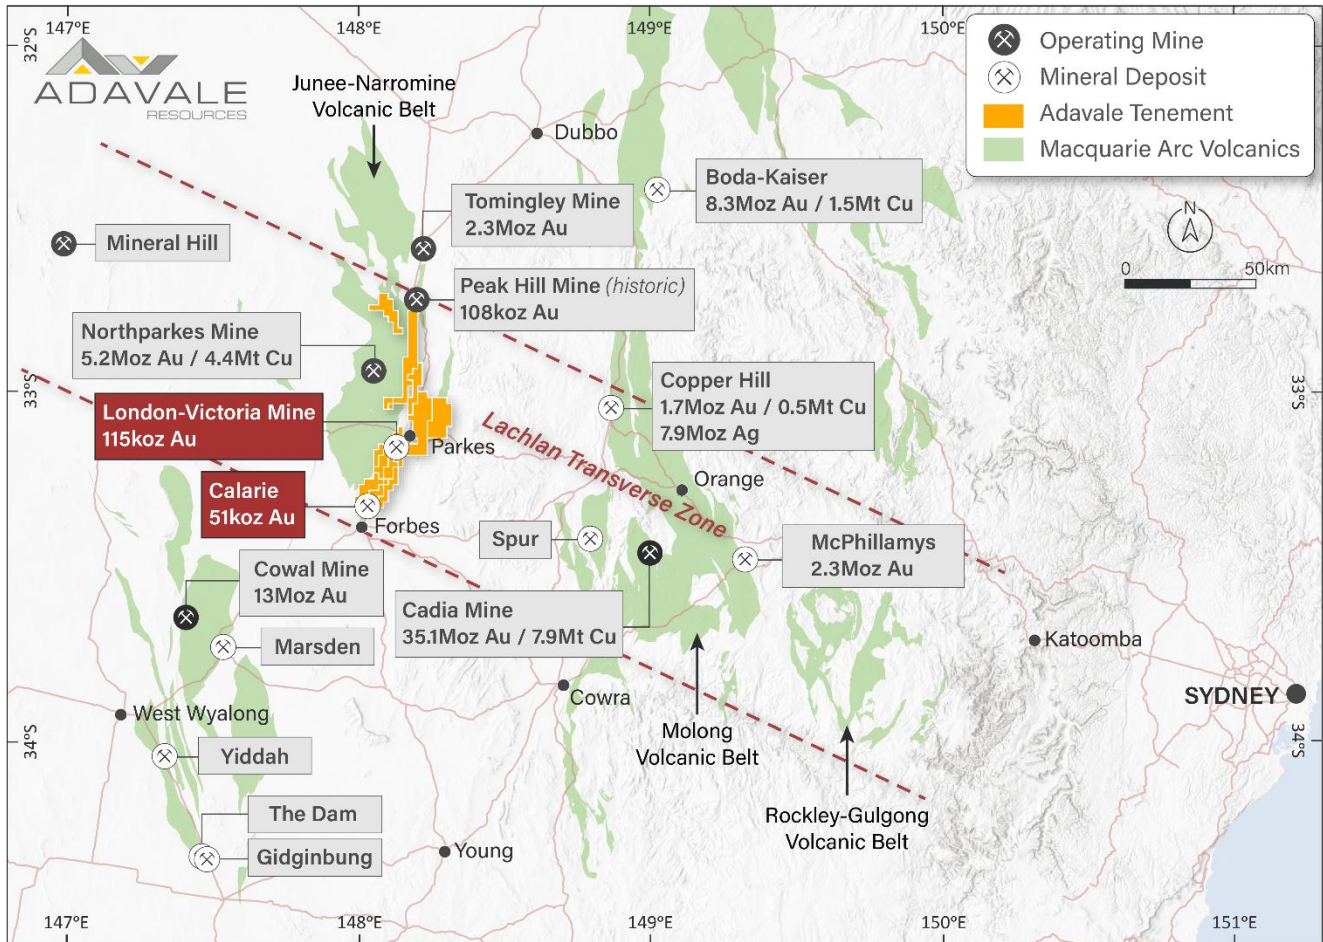 147°E
148°E
149°E
150°E
32°S
ADAVALE
RESOURCES
Operating Mine
Mineral Deposit
Adavale Tenement
Macquarie Arc Volcanics
Junee-Narromine
Volcanic Belt
Dubbo
Boda-Kaiser
8.3Moz Au / 1.5Mt Cu
Tomingley Mine
2.3Moz Au
N
0
50km
Mineral Hill
Peak Hill Mine (historic)
108koz Au
Northparkes Mine
5.2Moz Au / 4.4Mt Cu
33°S
33°S
Copper Hill
1.7Moz Au / 0.5Mt Cu
7.9Moz Ag
London-Victoria Mine
115koz Au
Parkes
Lachlan Transverse Zone
Orange
Calarie
51koz Au
Forbes
Spur
McPhillamys
2.3Moz Au
Cowal Mine
13Moz Au
Cadia Mine
35.1Moz Au / 7.9Mt Cu
Marsden
Katoomba
Cowra
SYDNEY
West Wyalong
34°S
34°S
Molong
Volcanic Belt
Yiddah
The Dam
Rockley-Gulgong
Volcanic Belt
Gidginbung
Young
147°E
148°E
149°E
150°E
151°E